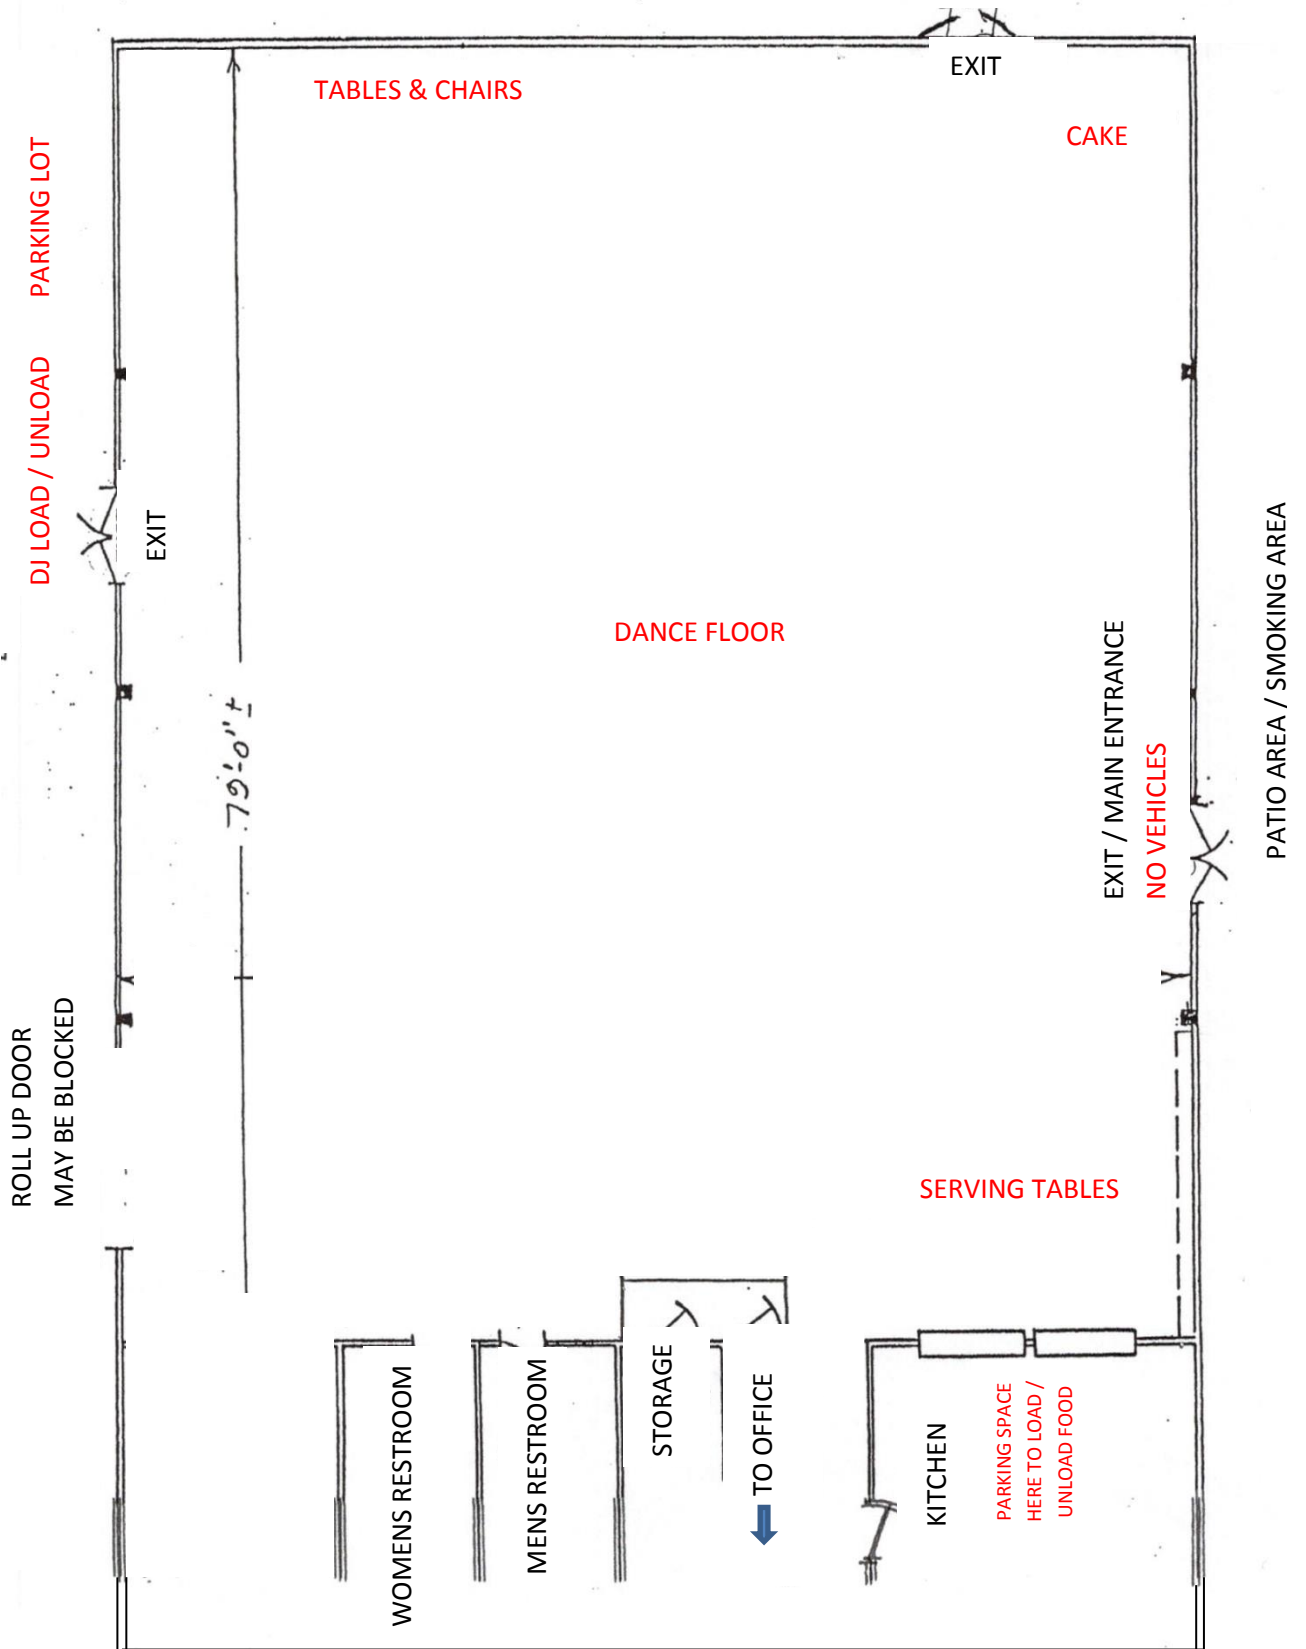 EXIT
TABLES & CHAIRS
CAKE
PARKING LOT
DJ LOAD / UNLOAD
EXIT
DANCE FLOOR
79'-0" ±
EXIT / MAIN ENTRANCE
NO VEHICLES
PATIO AREA / SMOKING AREA
ROLL UP DOOR
MAY BE BLOCKED
SERVING TABLES
WOMENS RESTROOM
MENS RESTROOM
STORAGE
TO OFFICE
KITCHEN
PARKING SPACE
HERE TO LOAD /
UNLOAD FOOD